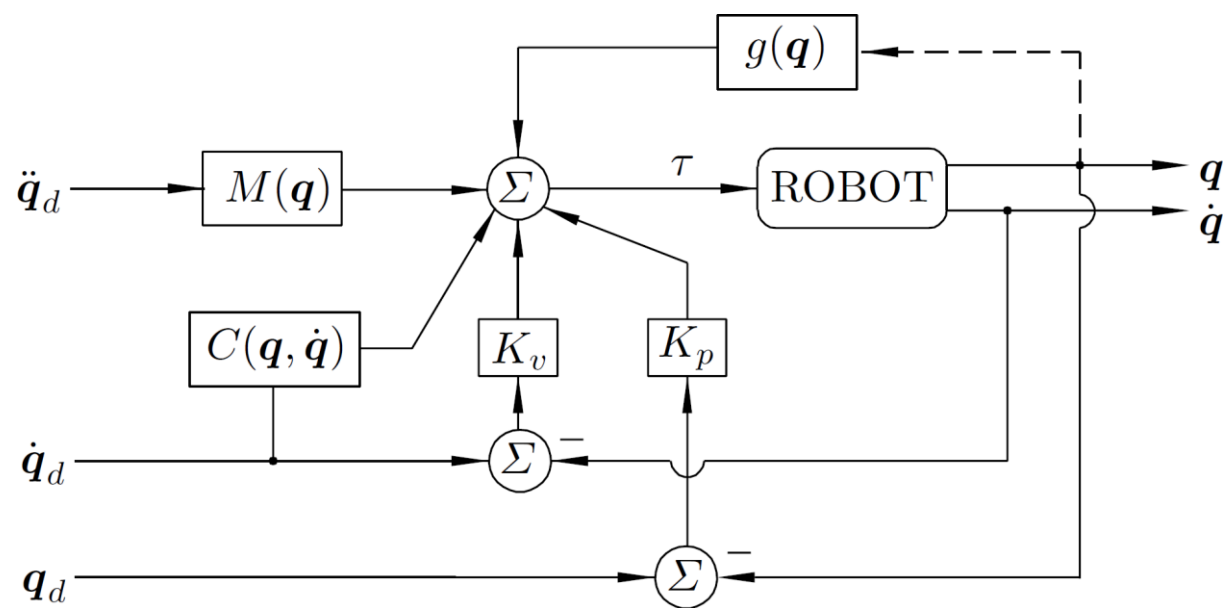 g(q)
q̈_d
M(q)
Σ
τ
ROBOT
q
q̇
C(q, q̇)
K_v
K_p
q̇_d
Σ
−
q_d
Σ
−